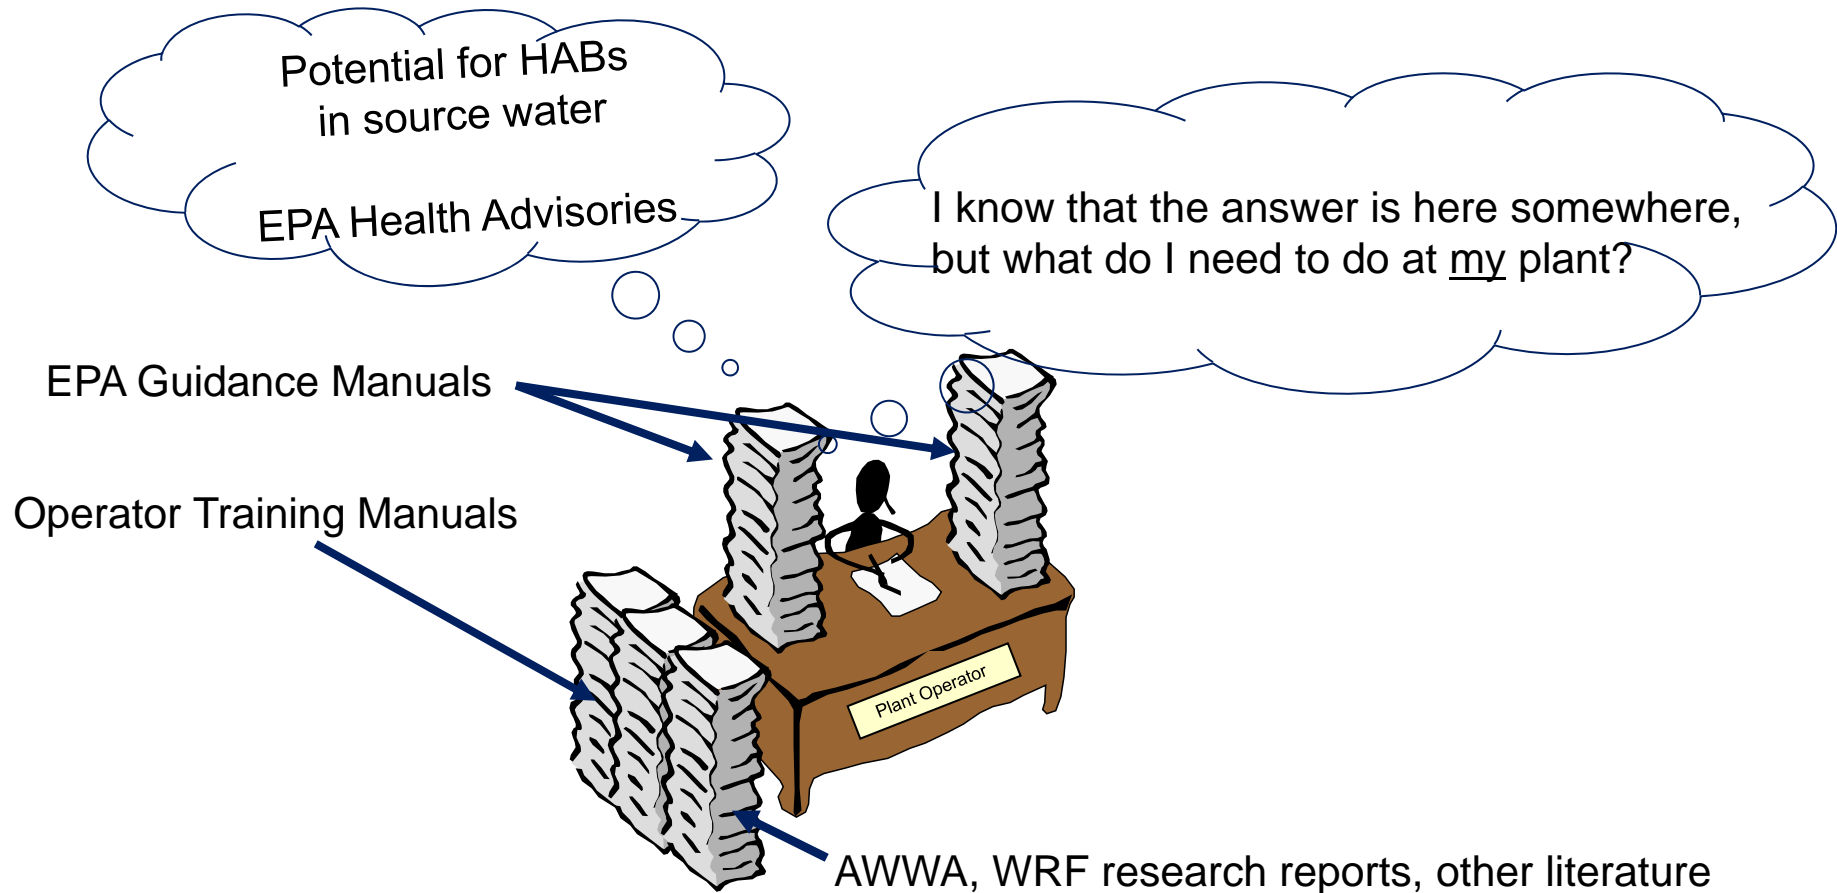 Potential for HABs
in source water
EPA Health Advisories
I know that the answer is here somewhere,
but what do I need to do at my plant?
EPA Guidance Manuals
Operator Training Manuals
Plant Operator
AWWA, WRF research reports, other literature